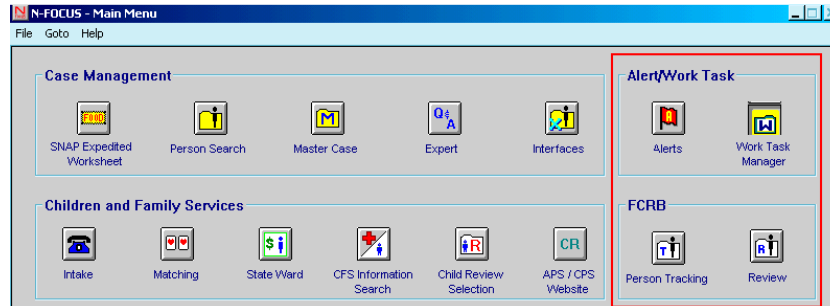 N-FOCUS - Main Menu
File Goto Help
Case Management
Alert/Work Task
FOOD
M
Q&A
W
SNAP Expedited
Worksheet
Person Search
Master Case
Expert
Interfaces
Alerts
Work Task
Manager
Children and Family Services
FCRB
$
R
CR
T
R
Intake
Matching
State Ward
CFS Information
Search
Child Review
Selection
APS / CPS
Website
Person Tracking
Review